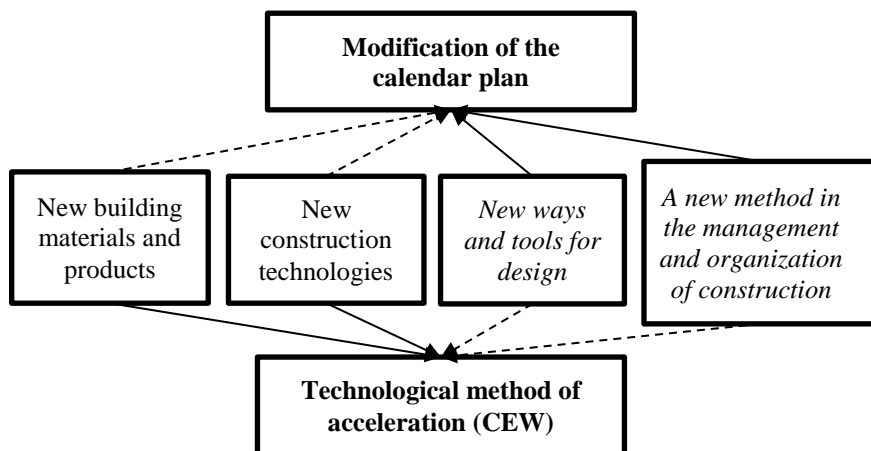 Modification of the
calendar plan
New building
materials and
products
New
construction
technologies
New ways
and tools for
design
A new method in
the management
and organization
of construction
Technological method of
acceleration (CEW)